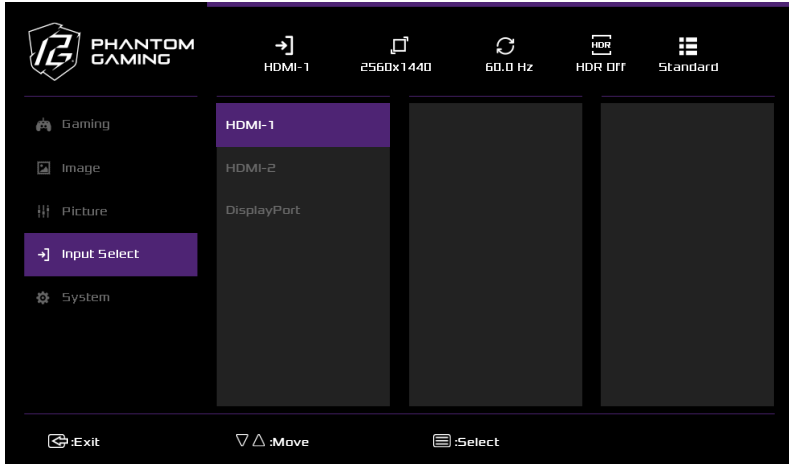 PHANTOM
GAMING
HDMI-1
2560x1440
60.0 Hz
HDR
HDR Off
Standard
Gaming
Image
Picture
Input Select
System
HDMI-1
HDMI-2
DisplayPort
:Exit
:Move
:Select